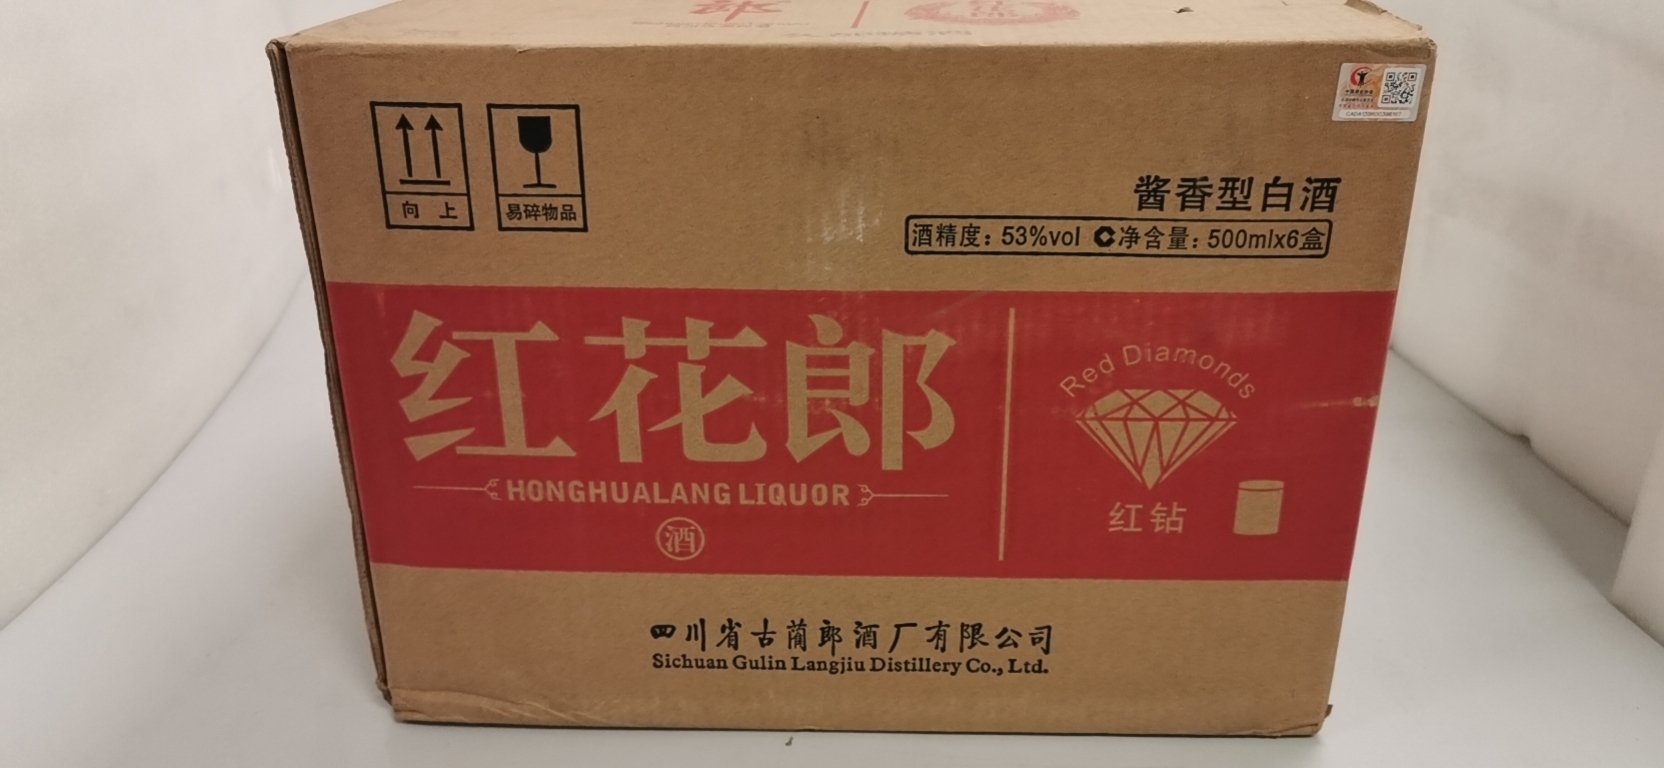 向上
易碎物品
酱香型白酒
酒精度：53%vol 净含量：500mlx6盒
红花郎
HONGHUALANG LIQUOR
酒
Red Diamonds
红钻
四川省古蔺郎酒厂有限公司
Sichuan Gulin Langjiu Distillery Co., Ltd.